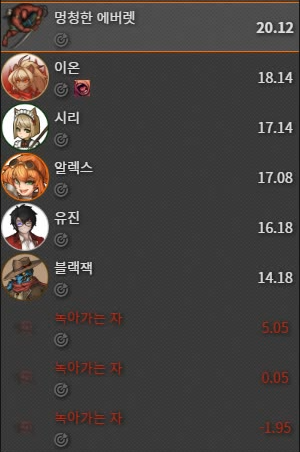 멍청한 에버렛
20.12
이온
18.14
시리
17.14
알렉스
17.08
유진
16.18
블랙잭
14.18
녹아가는 자
5.05
녹아가는 자
0.05
녹아가는 자
-1.95